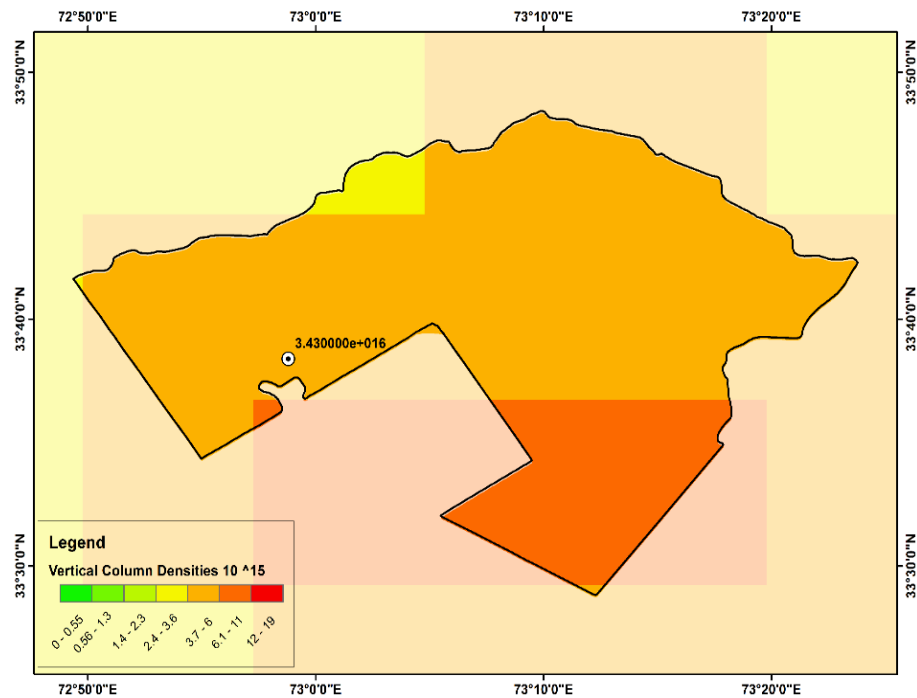 72°50'0"E 73°0'0"E 73°10'0"E 73°20'0"E
33°50'0"N 33°50'0"N
33°40'0"N 33°40'0"N
3.430000e+016
33°30'0"N 33°30'0"N
Legend
Vertical Column Densities 10 ^15
0 - 0.55 0.56 - 1.3 1.4 - 2.3 2.4 - 3.6 3.7 - 6 6.1 - 11 12 - 19
72°50'0"E 73°0'0"E 73°10'0"E 73°20'0"E